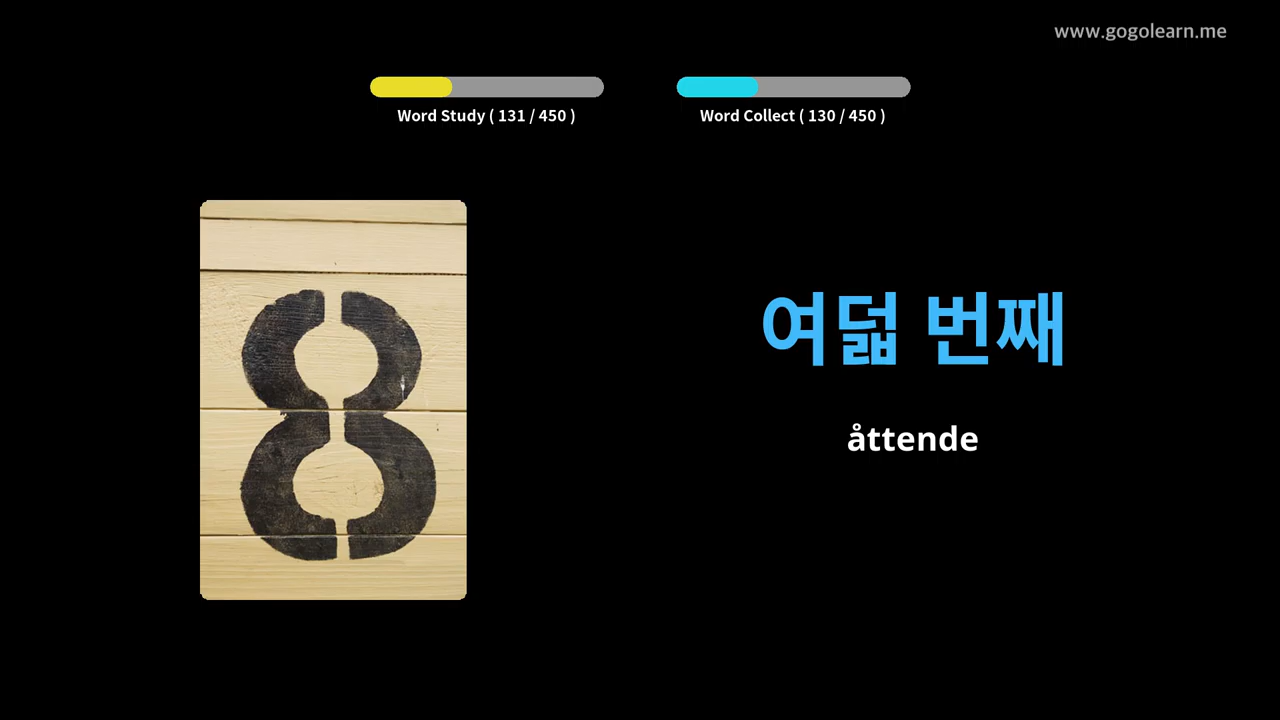 www.gogolearn.me
Word Study ( 131 / 450 )
Word Collect ( 130 / 450 )
8
여덟 번째
åttende